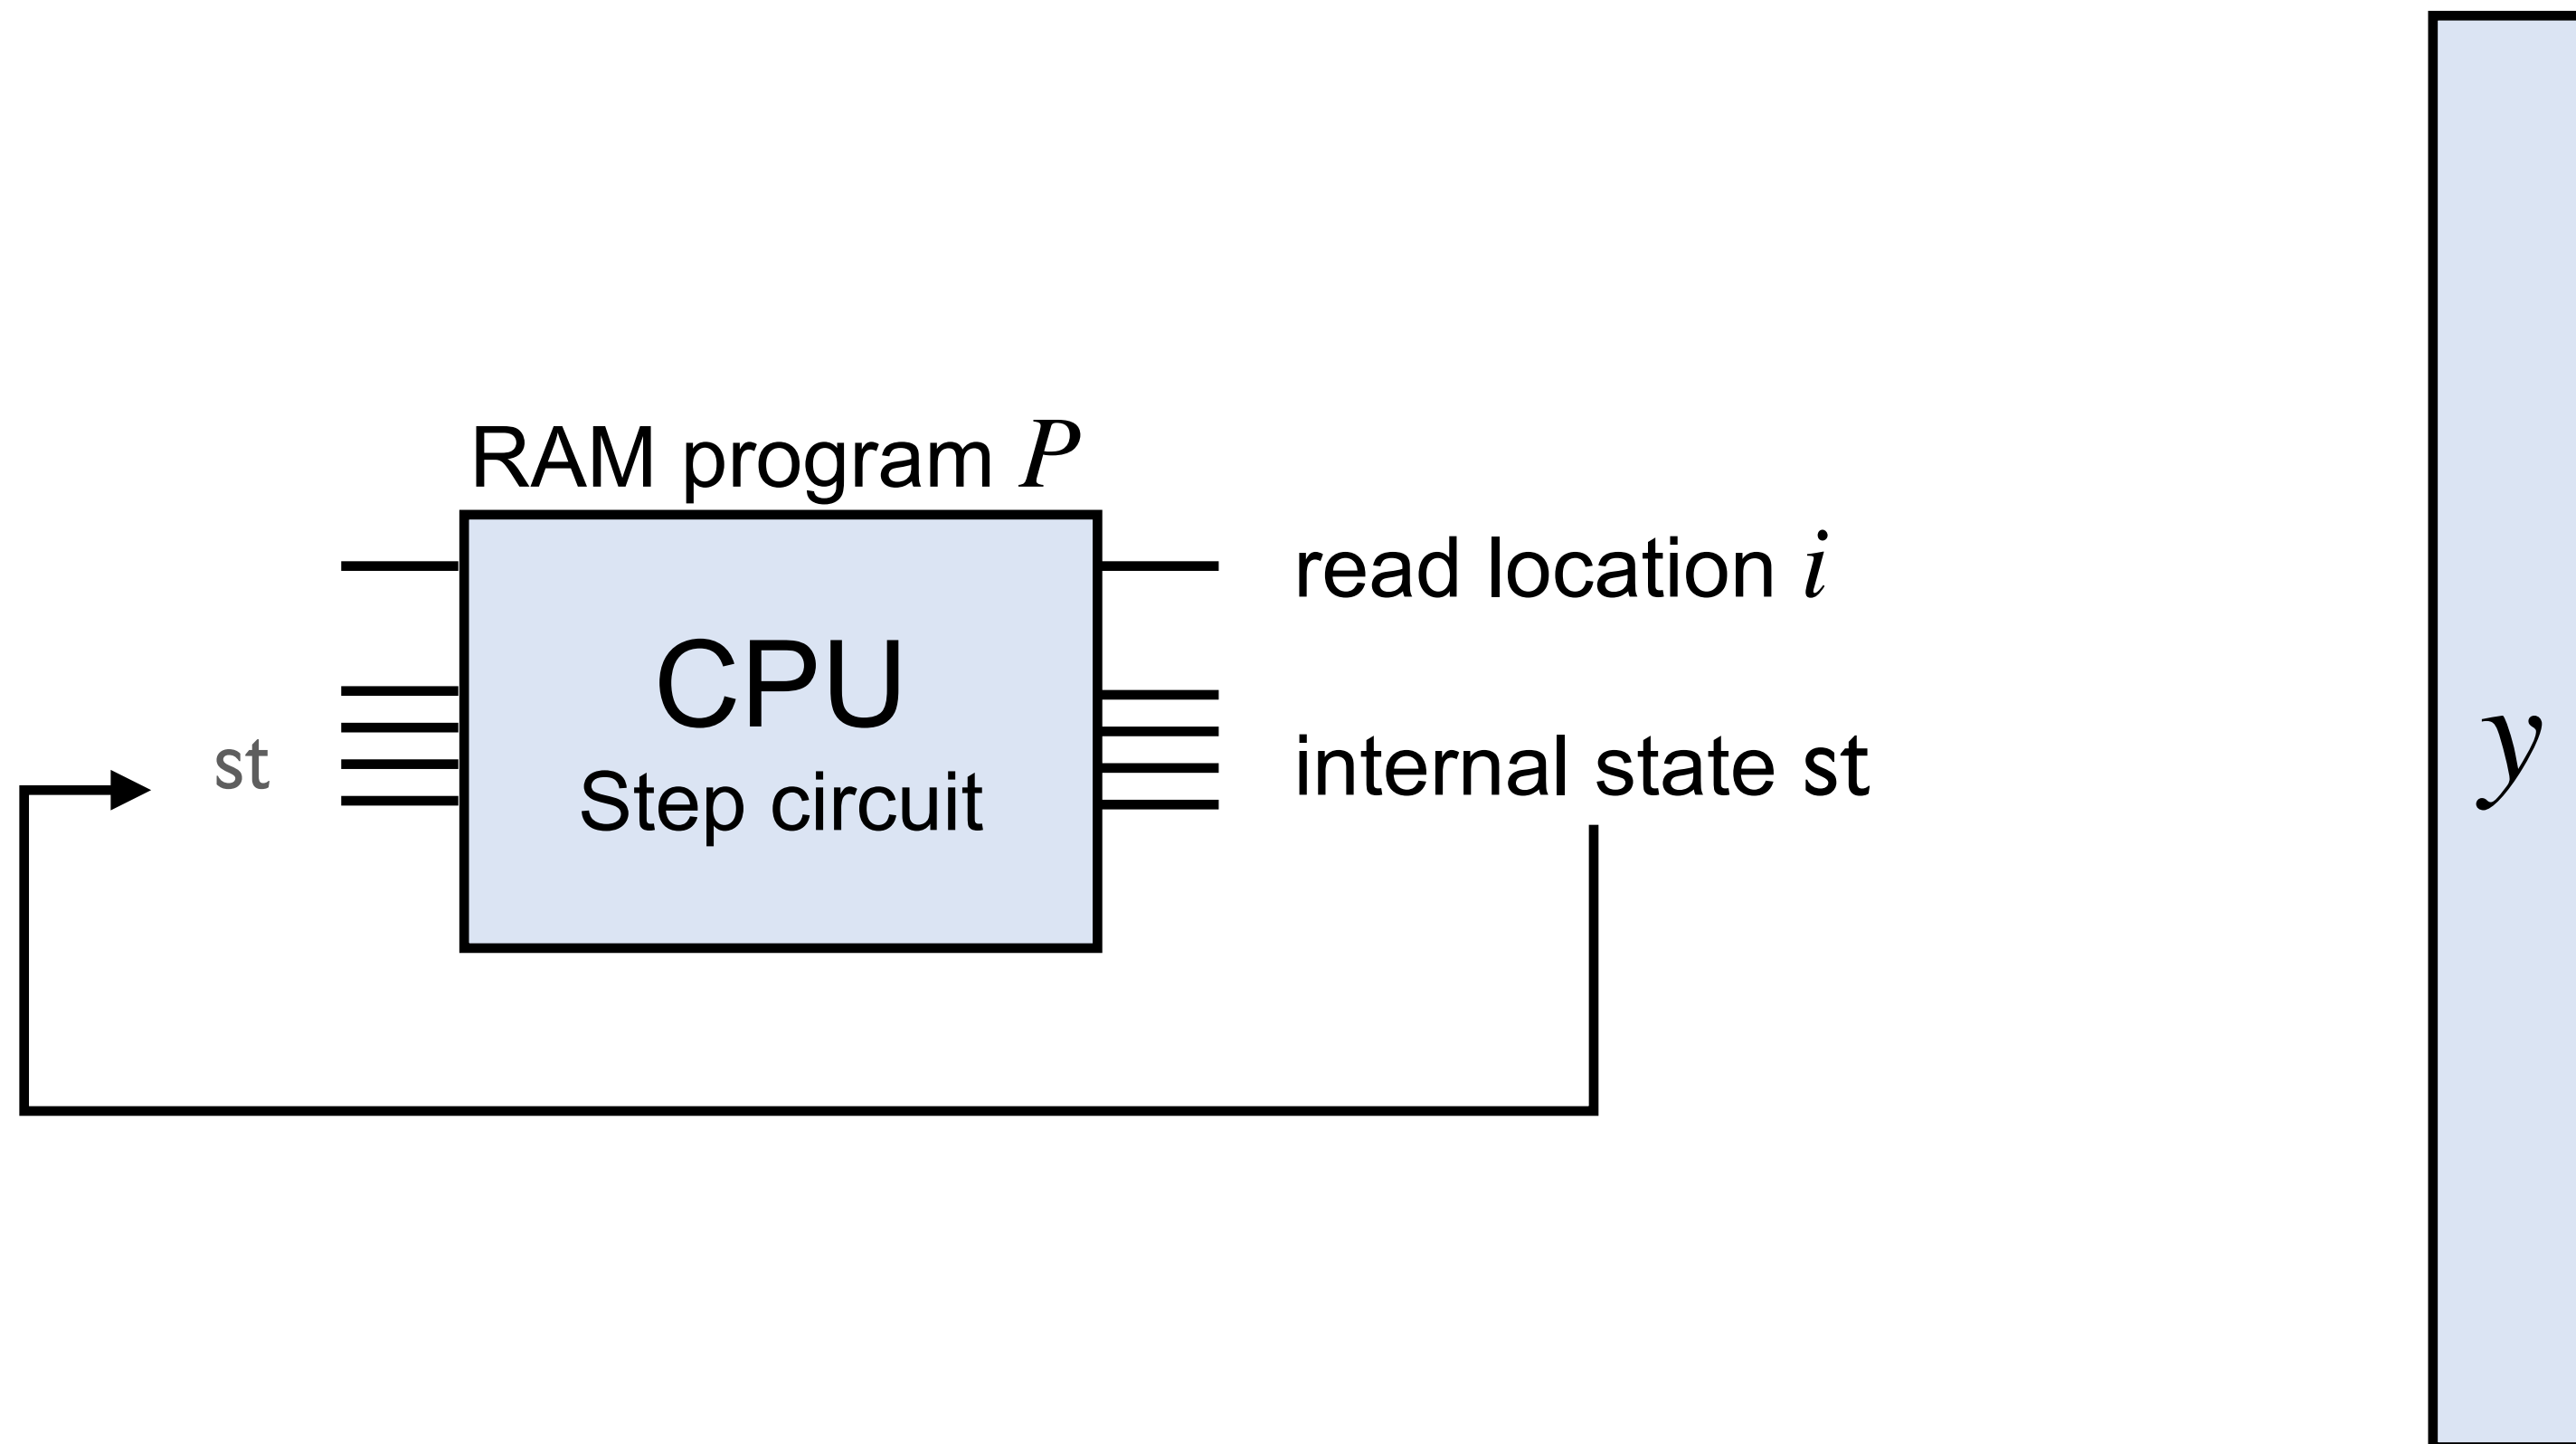 RAM program P
CPU
Step circuit
st
read location i
internal state st
y